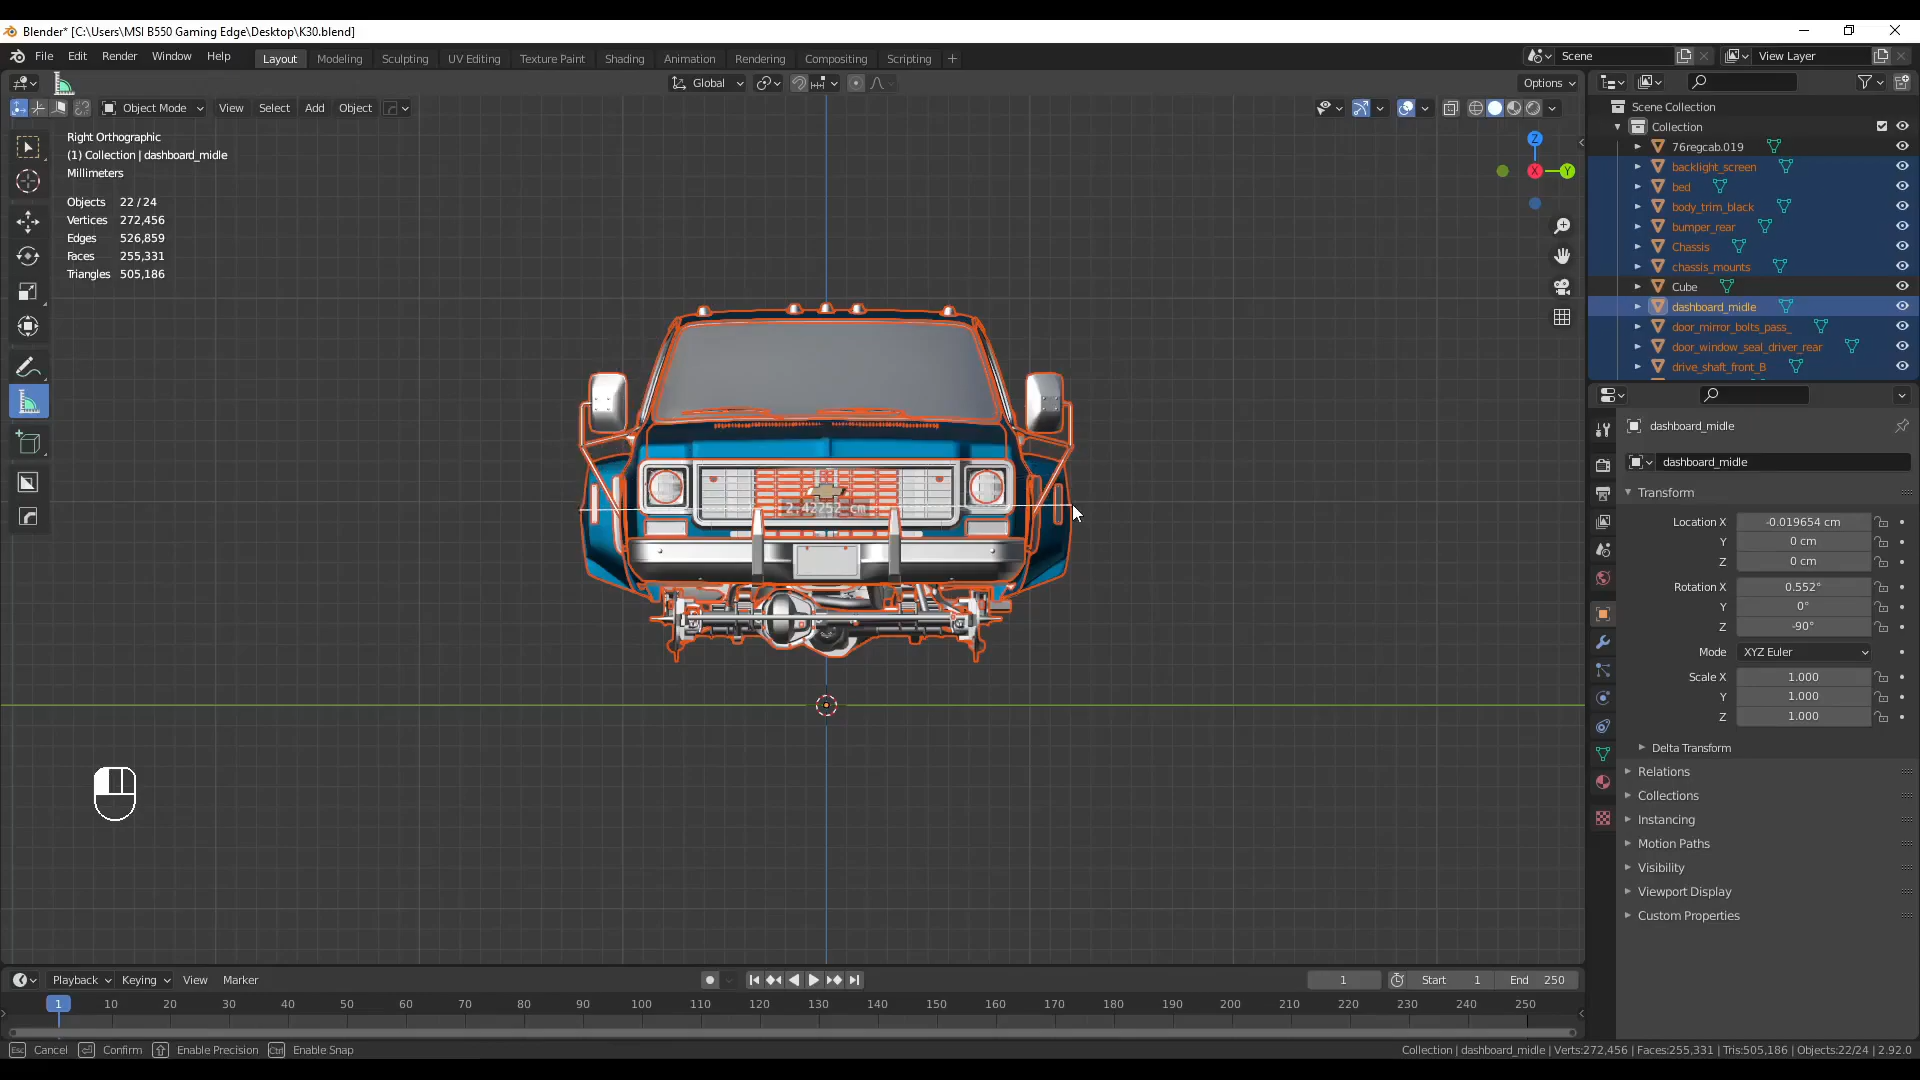 Blender* [C:\Users\MSI B550 Gaming Edge\Desktop\K30.blend]
File Edit Render Window Help
Layout Modeling Sculpting UV Editing Texture Paint Shading Animation Rendering Compositing Scripting +
Scene
View Layer
Global
Options
Object Mode View Select Add Object
Right Orthographic
(1) Collection | dashboard_midle
Millimeters
Objects 22 / 24
Vertices 272,456
Edges 526,859
Faces 255,331
Triangles 505,186
Z
X
Y
2.42252 cm
Scene Collection
Collection
76regcab.019
backlight_screen
bed
body_trim_black
bumper_rear
Chassis
chassis_mounts
Cube
dashboard_midle
door_mirror_bolts_pass_
door_window_seal_driver_rear
drive_shaft_front_B
dashboard_midle
dashboard_midle
Transform
Location X -0.019654 cm
Y 0 cm
Z 0 cm
Rotation X 0.552°
Y 0°
Z -90°
Mode XYZ Euler
Scale X 1.000
Y 1.000
Z 1.000
Delta Transform
Relations
Collections
Instancing
Motion Paths
Visibility
Viewport Display
Custom Properties
Playback Keying View Marker
1 Start 1 End 250
1 10 20 30 40 50 60 70 80 90 100 110 120 130 140 150 160 170 180 190 200 210 220 230 240 250
Esc Cancel Confirm Enable Precision Ctrl Enable Snap
Collection | dashboard_midle | Verts:272,456 | Faces:255,331 | Tris:505,186 | Objects:22/24 | 2.92.0